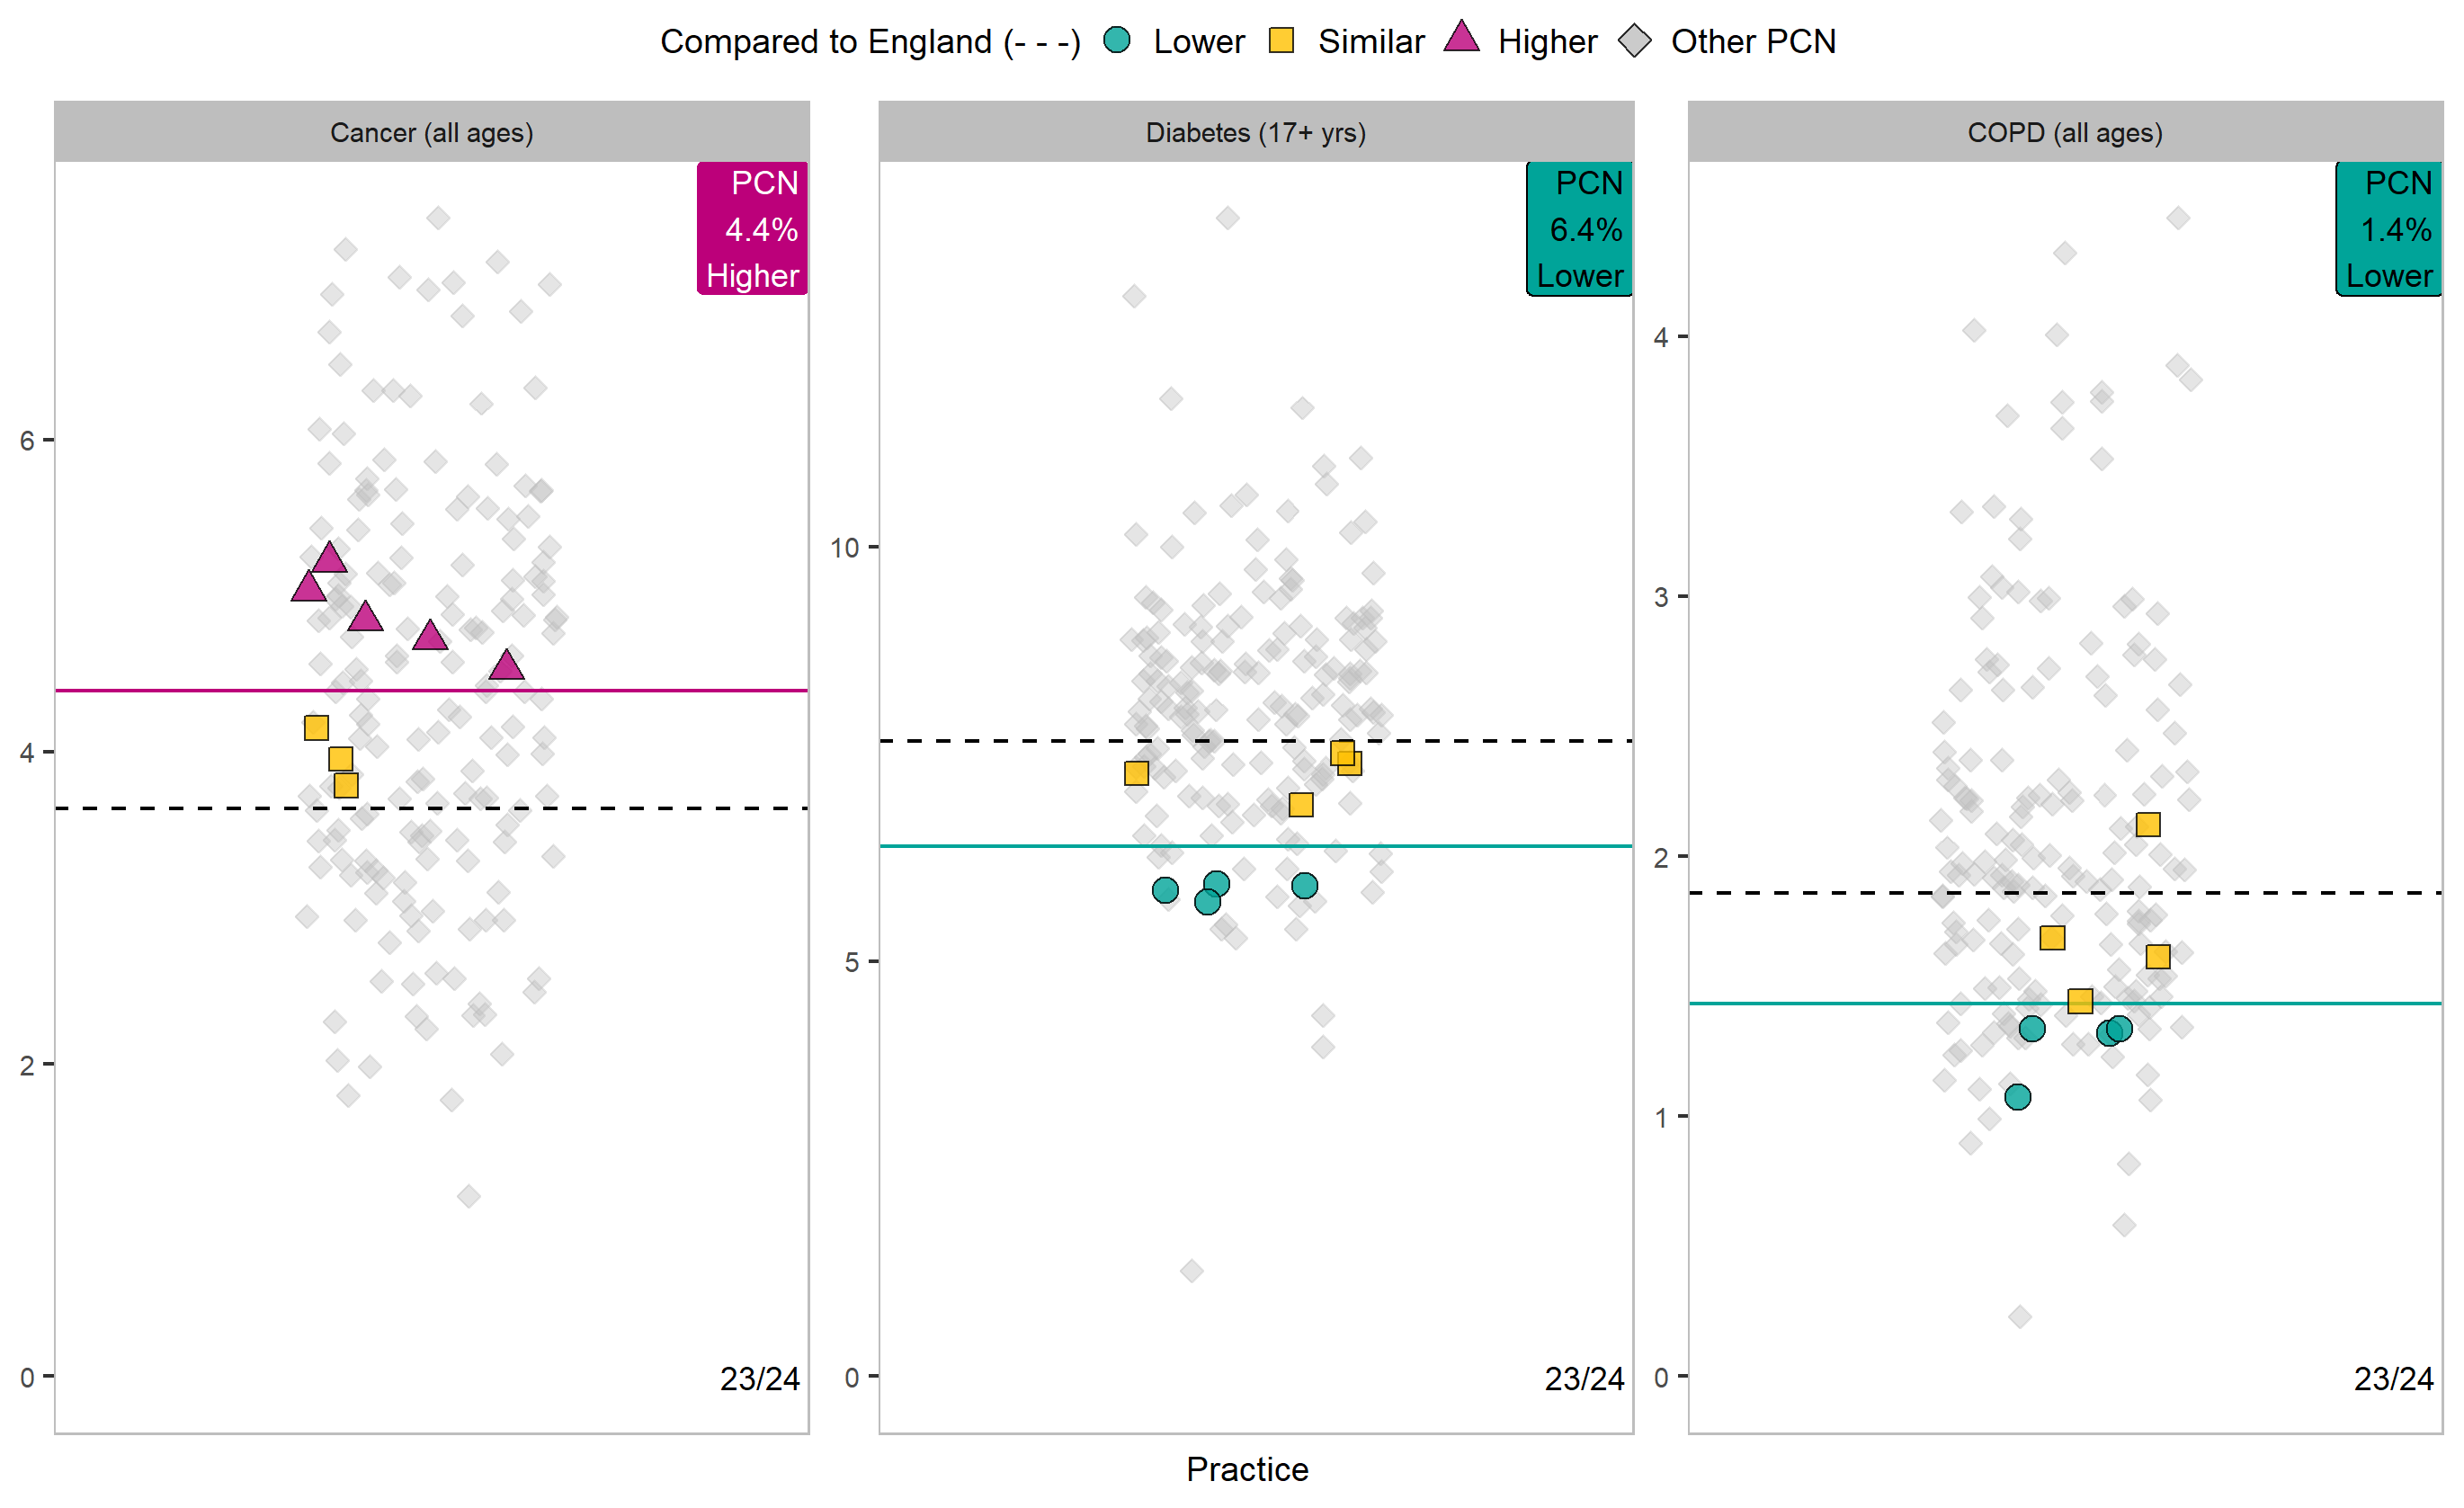 Compared to England (- - -) Lower Similar Higher Other PCN
Cancer (all ages)
PCN
4.4%
Higher
6
4
2
0
23/24
Diabetes (17+ yrs)
PCN
6.4%
Lower
10
5
0
23/24
COPD (all ages)
PCN
1.4%
Lower
4
3
2
1
0
23/24
Practice